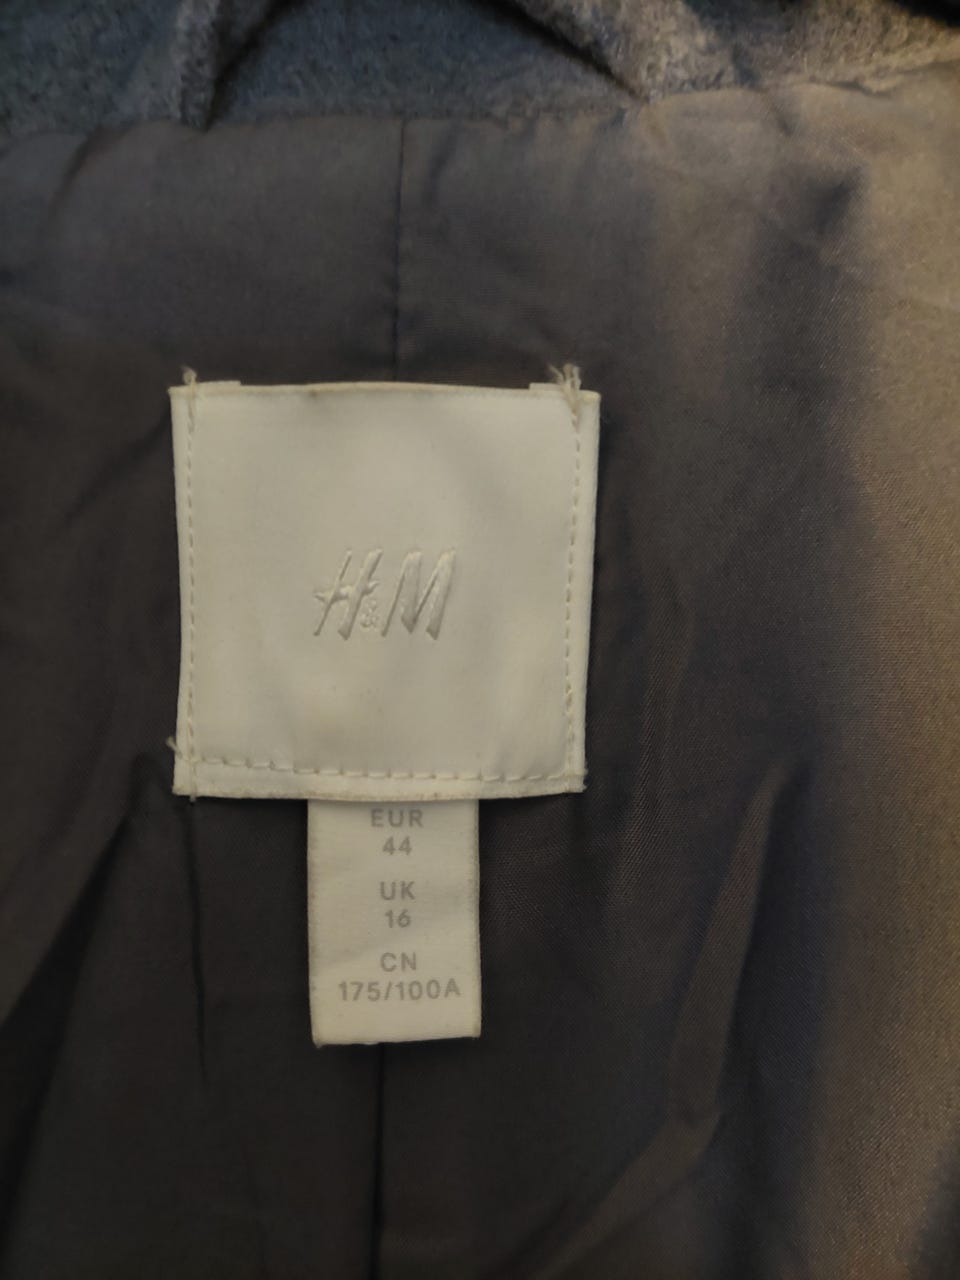 H&M
EUR
44
UK
16
CN
175/100A